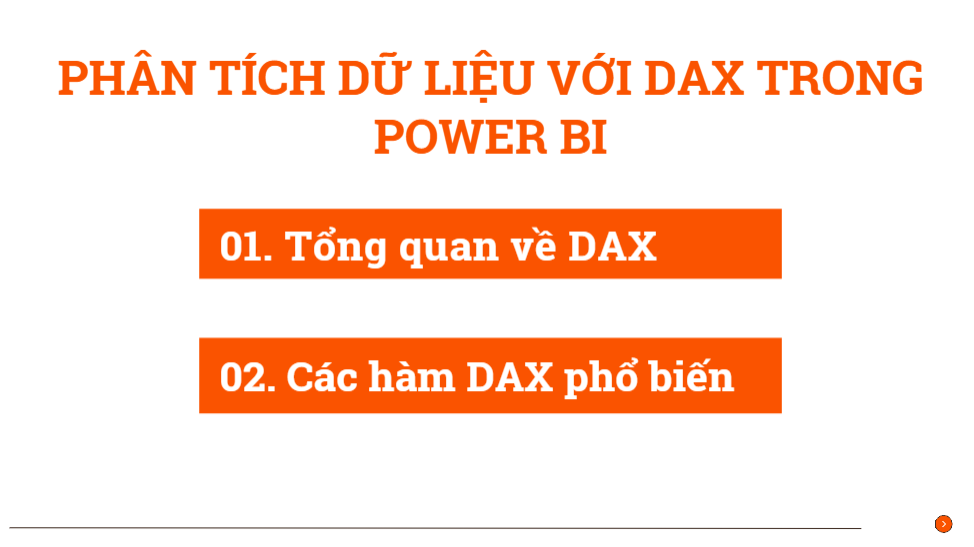 PHÂN TÍCH DỮ LIỆU VỚI DAX TRONG
POWER BI
01. Tổng quan về DAX
02. Các hàm DAX phổ biến